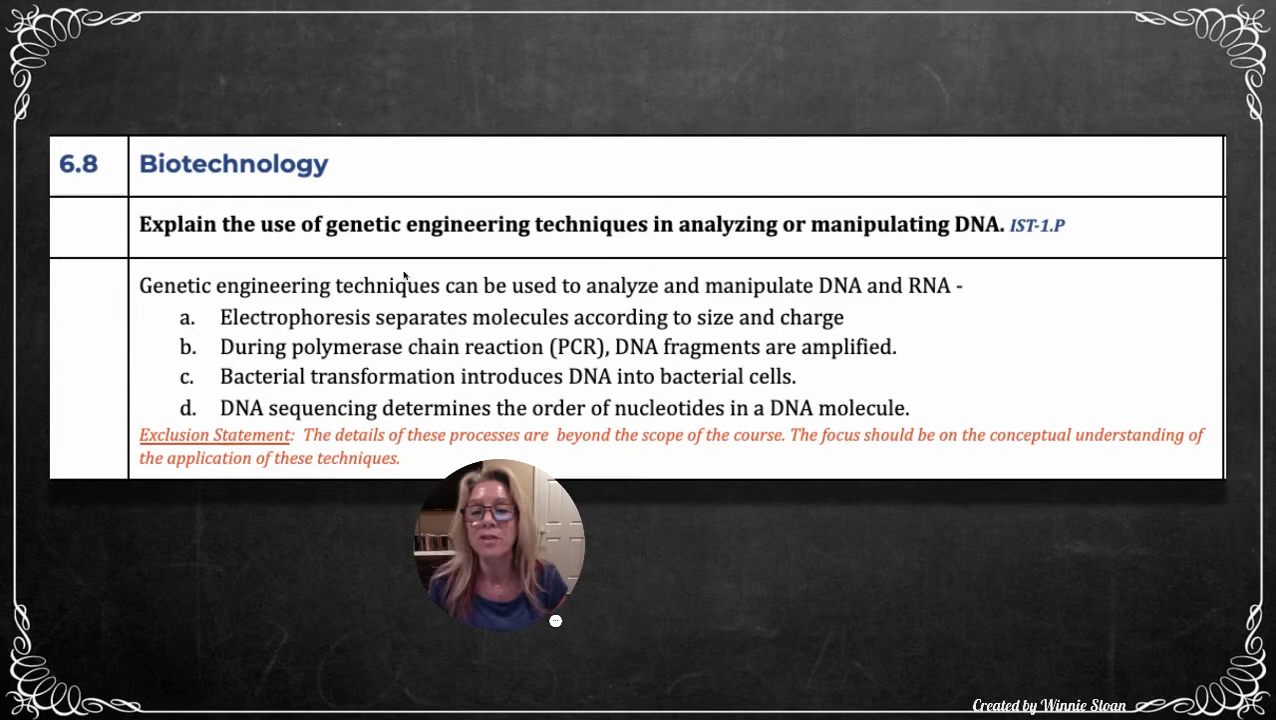 6.8 Biotechnology
Explain the use of genetic engineering techniques in analyzing or manipulating DNA. IST-1.P
Genetic engineering techniques can be used to analyze and manipulate DNA and RNA -
a. Electrophoresis separates molecules according to size and charge
b. During polymerase chain reaction (PCR), DNA fragments are amplified.
c. Bacterial transformation introduces DNA into bacterial cells.
d. DNA sequencing determines the order of nucleotides in a DNA molecule.
Exclusion Statement: The details of these processes are beyond the scope of the course. The focus should be on the conceptual understanding of
the application of these techniques.
Created by Winnie Sloan